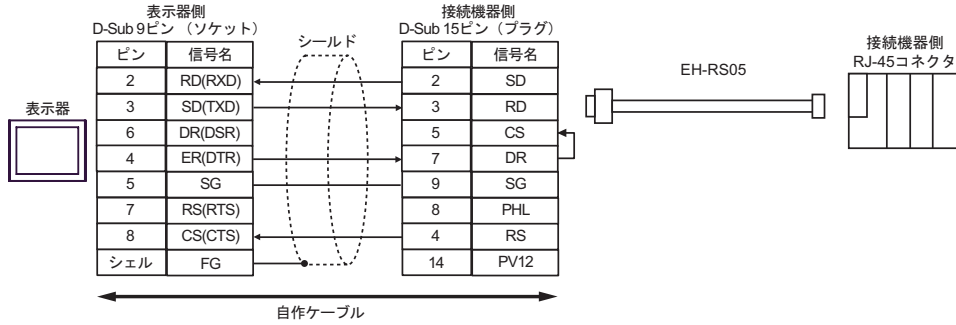 表示器側
D-Sub 9ピン （ソケット）
接続機器側
D-Sub 15ピン（プラグ）
シールド
ピン 信号名
2 RD(RXD)
3 SD(TXD)
6 DR(DSR)
4 ER(DTR)
5 SG
7 RS(RTS)
8 CS(CTS)
シェル FG
ピン 信号名
2 SD
3 RD
5 CS
7 DR
9 SG
8 PHL
4 RS
14 PV12
表示器
EH-RS05
接続機器側
RJ-45コネクタ
自作ケーブル